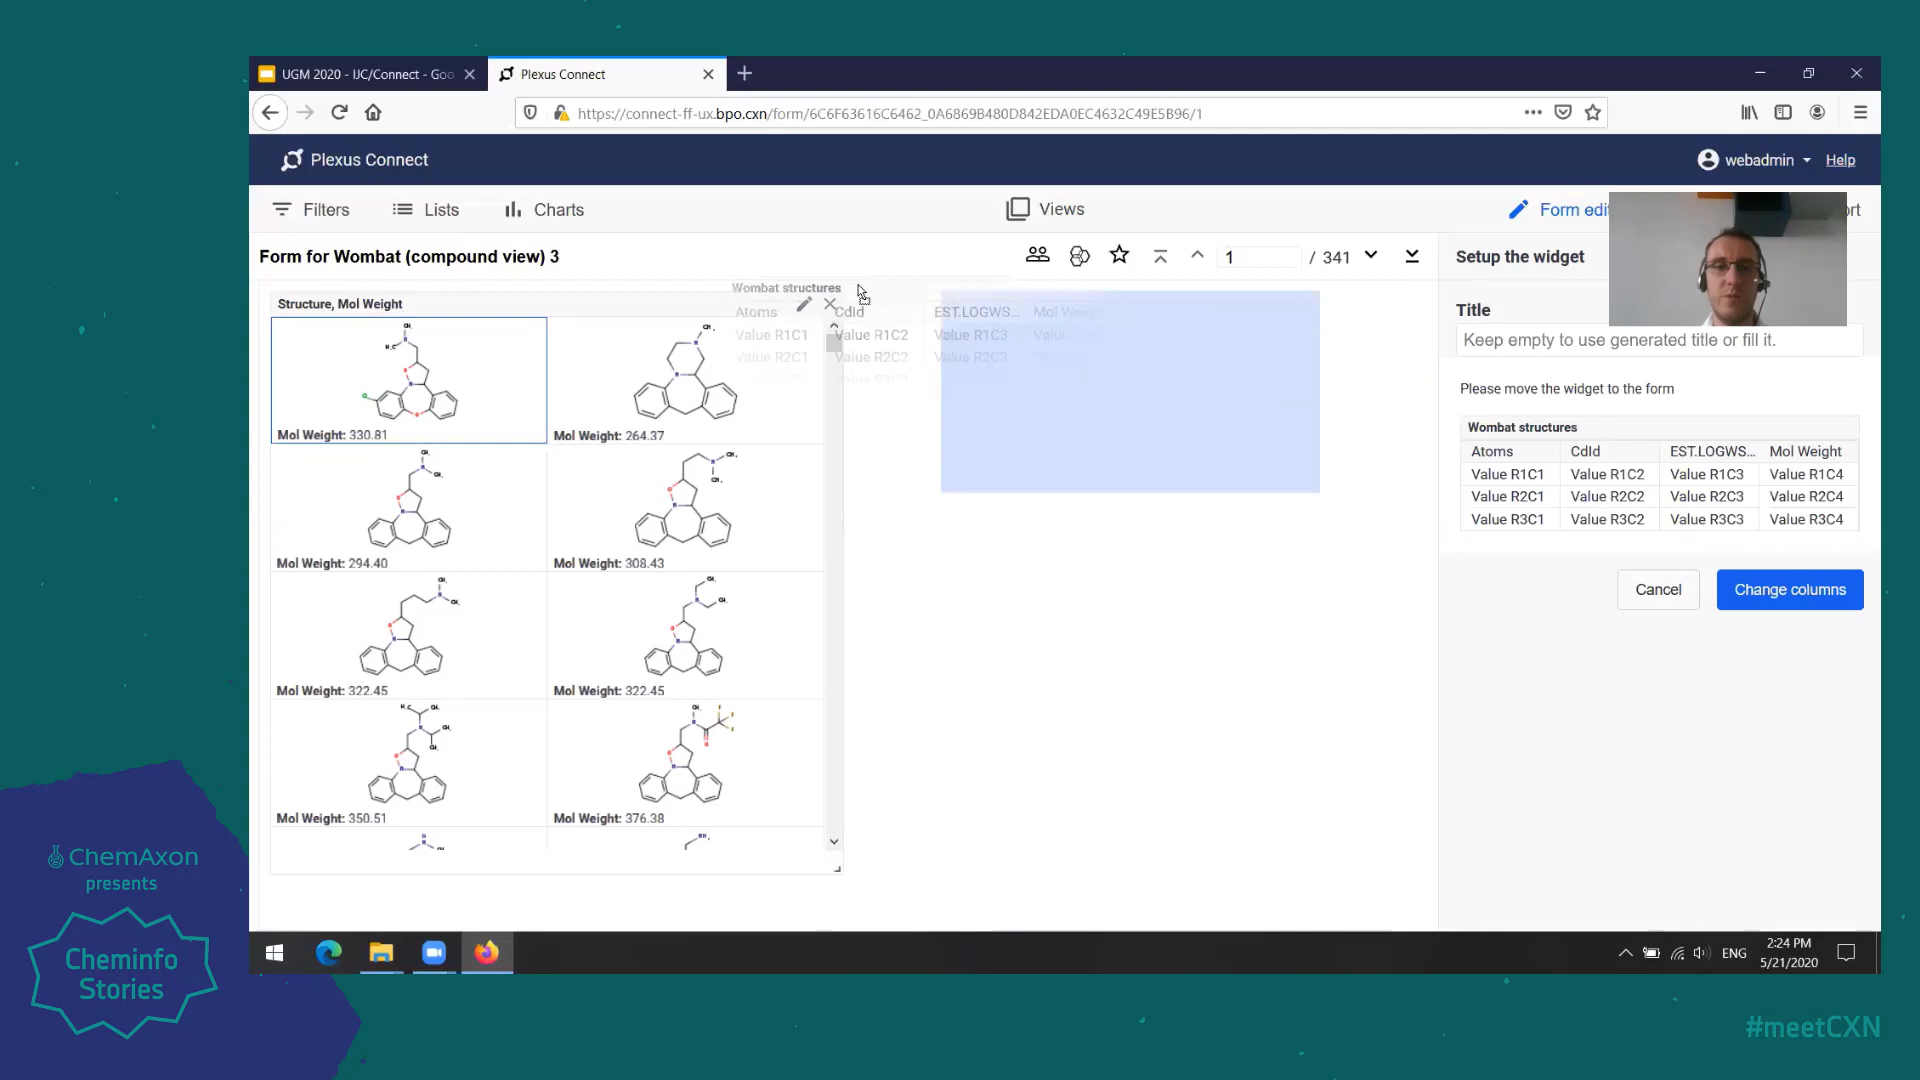 UGM 2020 - IJC/Connect - Goo
Plexus Connect
https://connect-ff-ux.bpo.cxn/form/6C6F63616C6462_0A6869B480D842EDA0EC4632C49E5B96/1
Plexus Connect
webadmin
Help
Filters
Lists
Charts
Views
Form edit
ort
Form for Wombat (compound view) 3
1
/ 341
Setup the widget
Structure, Mol Weight
Wombat structures
Atoms
CdId
EST.LOGWS...
Mol Weight
Value R1C1
Value R1C2
Value R1C3
Value R2C1
Value R2C2
Value R2C3
Mol Weight: 330.81
Mol Weight: 264.37
Mol Weight: 294.40
Mol Weight: 308.43
Mol Weight: 322.45
Mol Weight: 322.45
Mol Weight: 350.51
Mol Weight: 376.38
Title
Keep empty to use generated title or fill it.
Please move the widget to the form
Wombat structures
Atoms CdId EST.LOGWS... Mol Weight
Value R1C1 Value R1C2 Value R1C3 Value R1C4
Value R2C1 Value R2C2 Value R2C3 Value R2C4
Value R3C1 Value R3C2 Value R3C3 Value R3C4
Cancel
Change columns
ENG
2:24 PM
5/21/2020
ChemAxon
presents
Cheminfo
Stories
#meetCXN